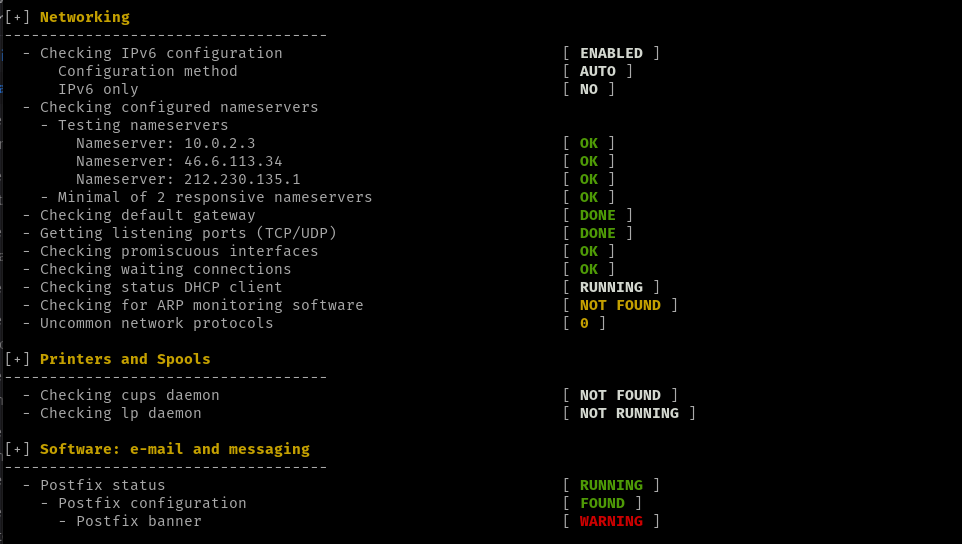 [+] Networking
------------------------------------
  - Checking IPv6 configuration                               [ ENABLED ]
      Configuration method                                    [ AUTO ]
      IPv6 only                                               [ NO ]
  - Checking configured nameservers
    - Testing nameservers
        Nameserver: 10.0.2.3                                  [ OK ]
        Nameserver: 46.6.113.34                               [ OK ]
        Nameserver: 212.230.135.1                             [ OK ]
    - Minimal of 2 responsive nameservers                     [ OK ]
  - Checking default gateway                                  [ DONE ]
  - Getting listening ports (TCP/UDP)                         [ DONE ]
  - Checking promiscuous interfaces                           [ OK ]
  - Checking waiting connections                              [ OK ]
  - Checking status DHCP client                               [ RUNNING ]
  - Checking for ARP monitoring software                      [ NOT FOUND ]
  - Uncommon network protocols                                [ 0 ]

[+] Printers and Spools
------------------------------------
  - Checking cups daemon                                      [ NOT FOUND ]
  - Checking lp daemon                                        [ NOT RUNNING ]

[+] Software: e-mail and messaging
------------------------------------
  - Postfix status                                            [ RUNNING ]
    - Postfix configuration                                   [ FOUND ]
      - Postfix banner                                        [ WARNING ]